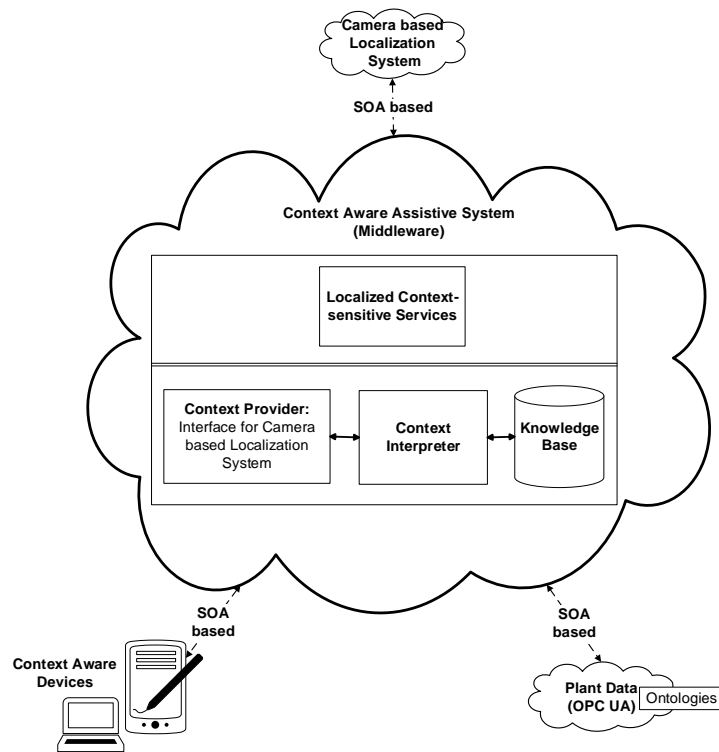 Camera based
Localization
System
SOA based
Context Aware Assistive System
(Middleware)
Localized Context-
sensitive Services
Context Provider:
Interface for Camera
based Localization
System
Context
Interpreter
Knowledge
Base
SOA
based
SOA
based
Context Aware
Devices
Plant Data
(OPC UA)
Ontologies